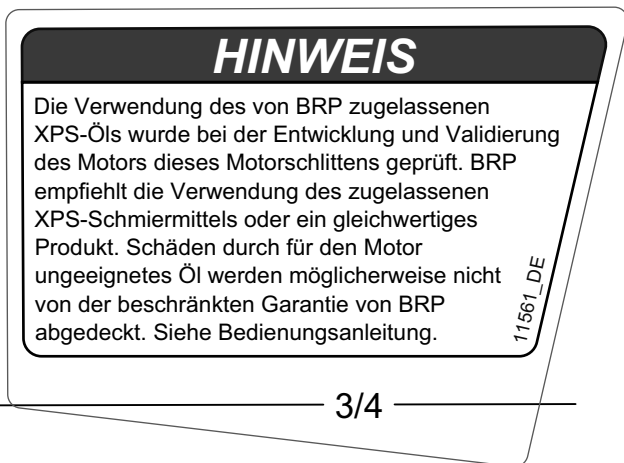 HINWEIS
Die Verwendung des von BRP zugelassenen
XPS-Öls wurde bei der Entwicklung und Validierung
des Motors dieses Motorschlittens geprüft. BRP
empfiehlt die Verwendung des zugelassenen
XPS-Schmiermittels oder ein gleichwertiges
Produkt. Schäden durch für den Motor
ungeeignetes Öl werden möglicherweise nicht
von der beschränkten Garantie von BRP
abgedeckt. Siehe Bedienungsanleitung.
11561_DE
3/4